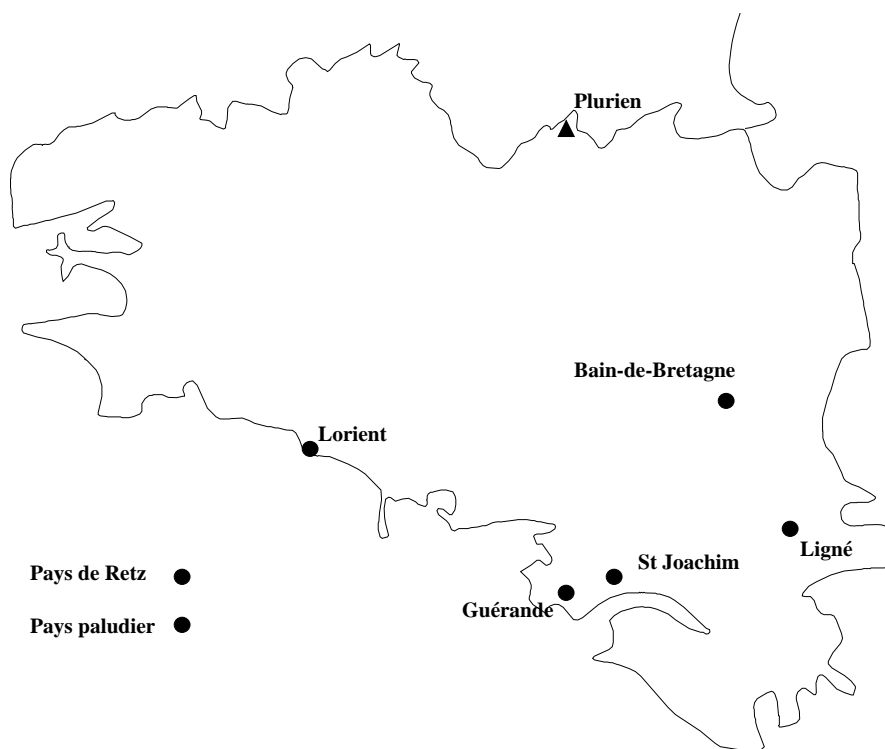 Plurien
Bain-de-Bretagne
Lorient
Ligné
St Joachim
Pays de Retz
Guérande
Pays paludier